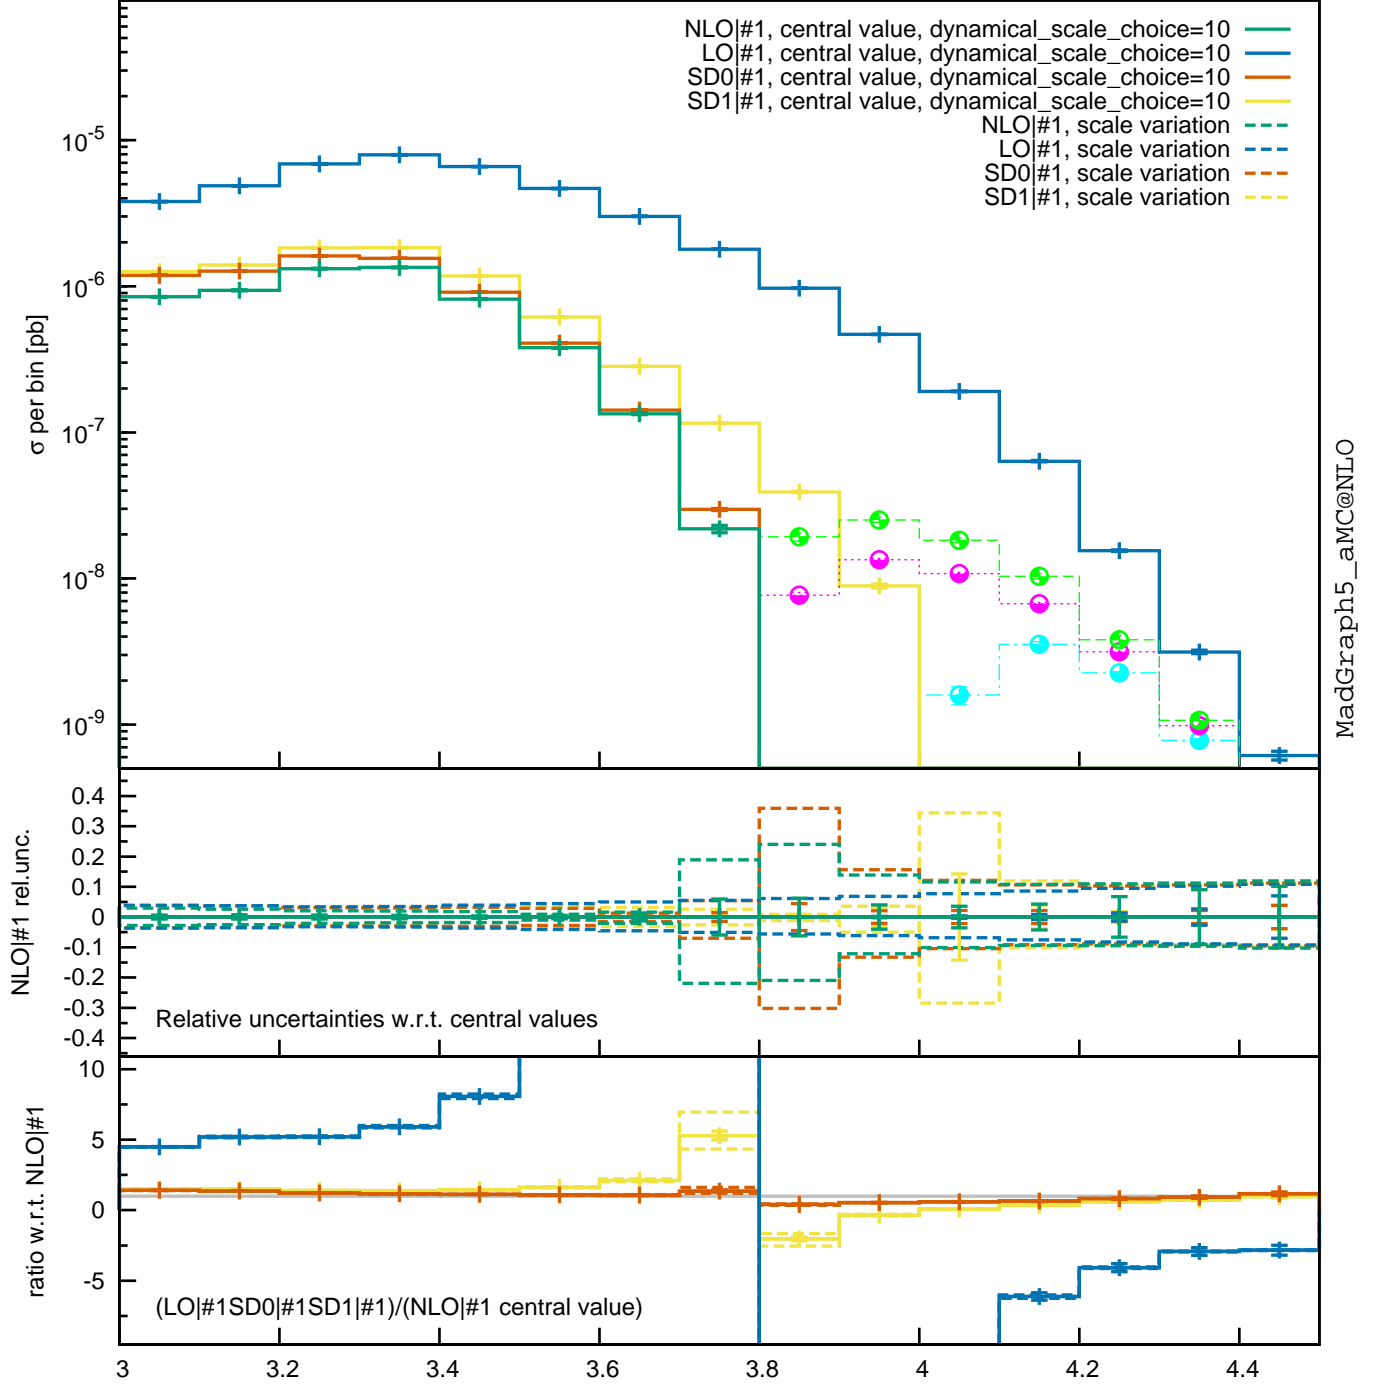 NLO|#1, central value, dynamical_scale_choice=10
LO|#1, central value, dynamical_scale_choice=10
SD0|#1, central value, dynamical_scale_choice=10
SD1|#1, central value, dynamical_scale_choice=10
NLO|#1, scale variation
LO|#1, scale variation
SD0|#1, scale variation
SD1|#1, scale variation
10-5
10-6
10-7
10-8
10-9
σ per bin [pb]
MadGraph5_aMC@NLO
0.4
0.3
0.2
0.1
0
-0.1
-0.2
-0.3
-0.4
NLO|#1 rel.unc.
Relative uncertainties w.r.t. central values
10
5
0
-5
ratio w.r.t. NLO|#1
(LO|#1SD0|#1SD1|#1)/(NLO|#1 central value)
3 3.2 3.4 3.6 3.8 4 4.2 4.4